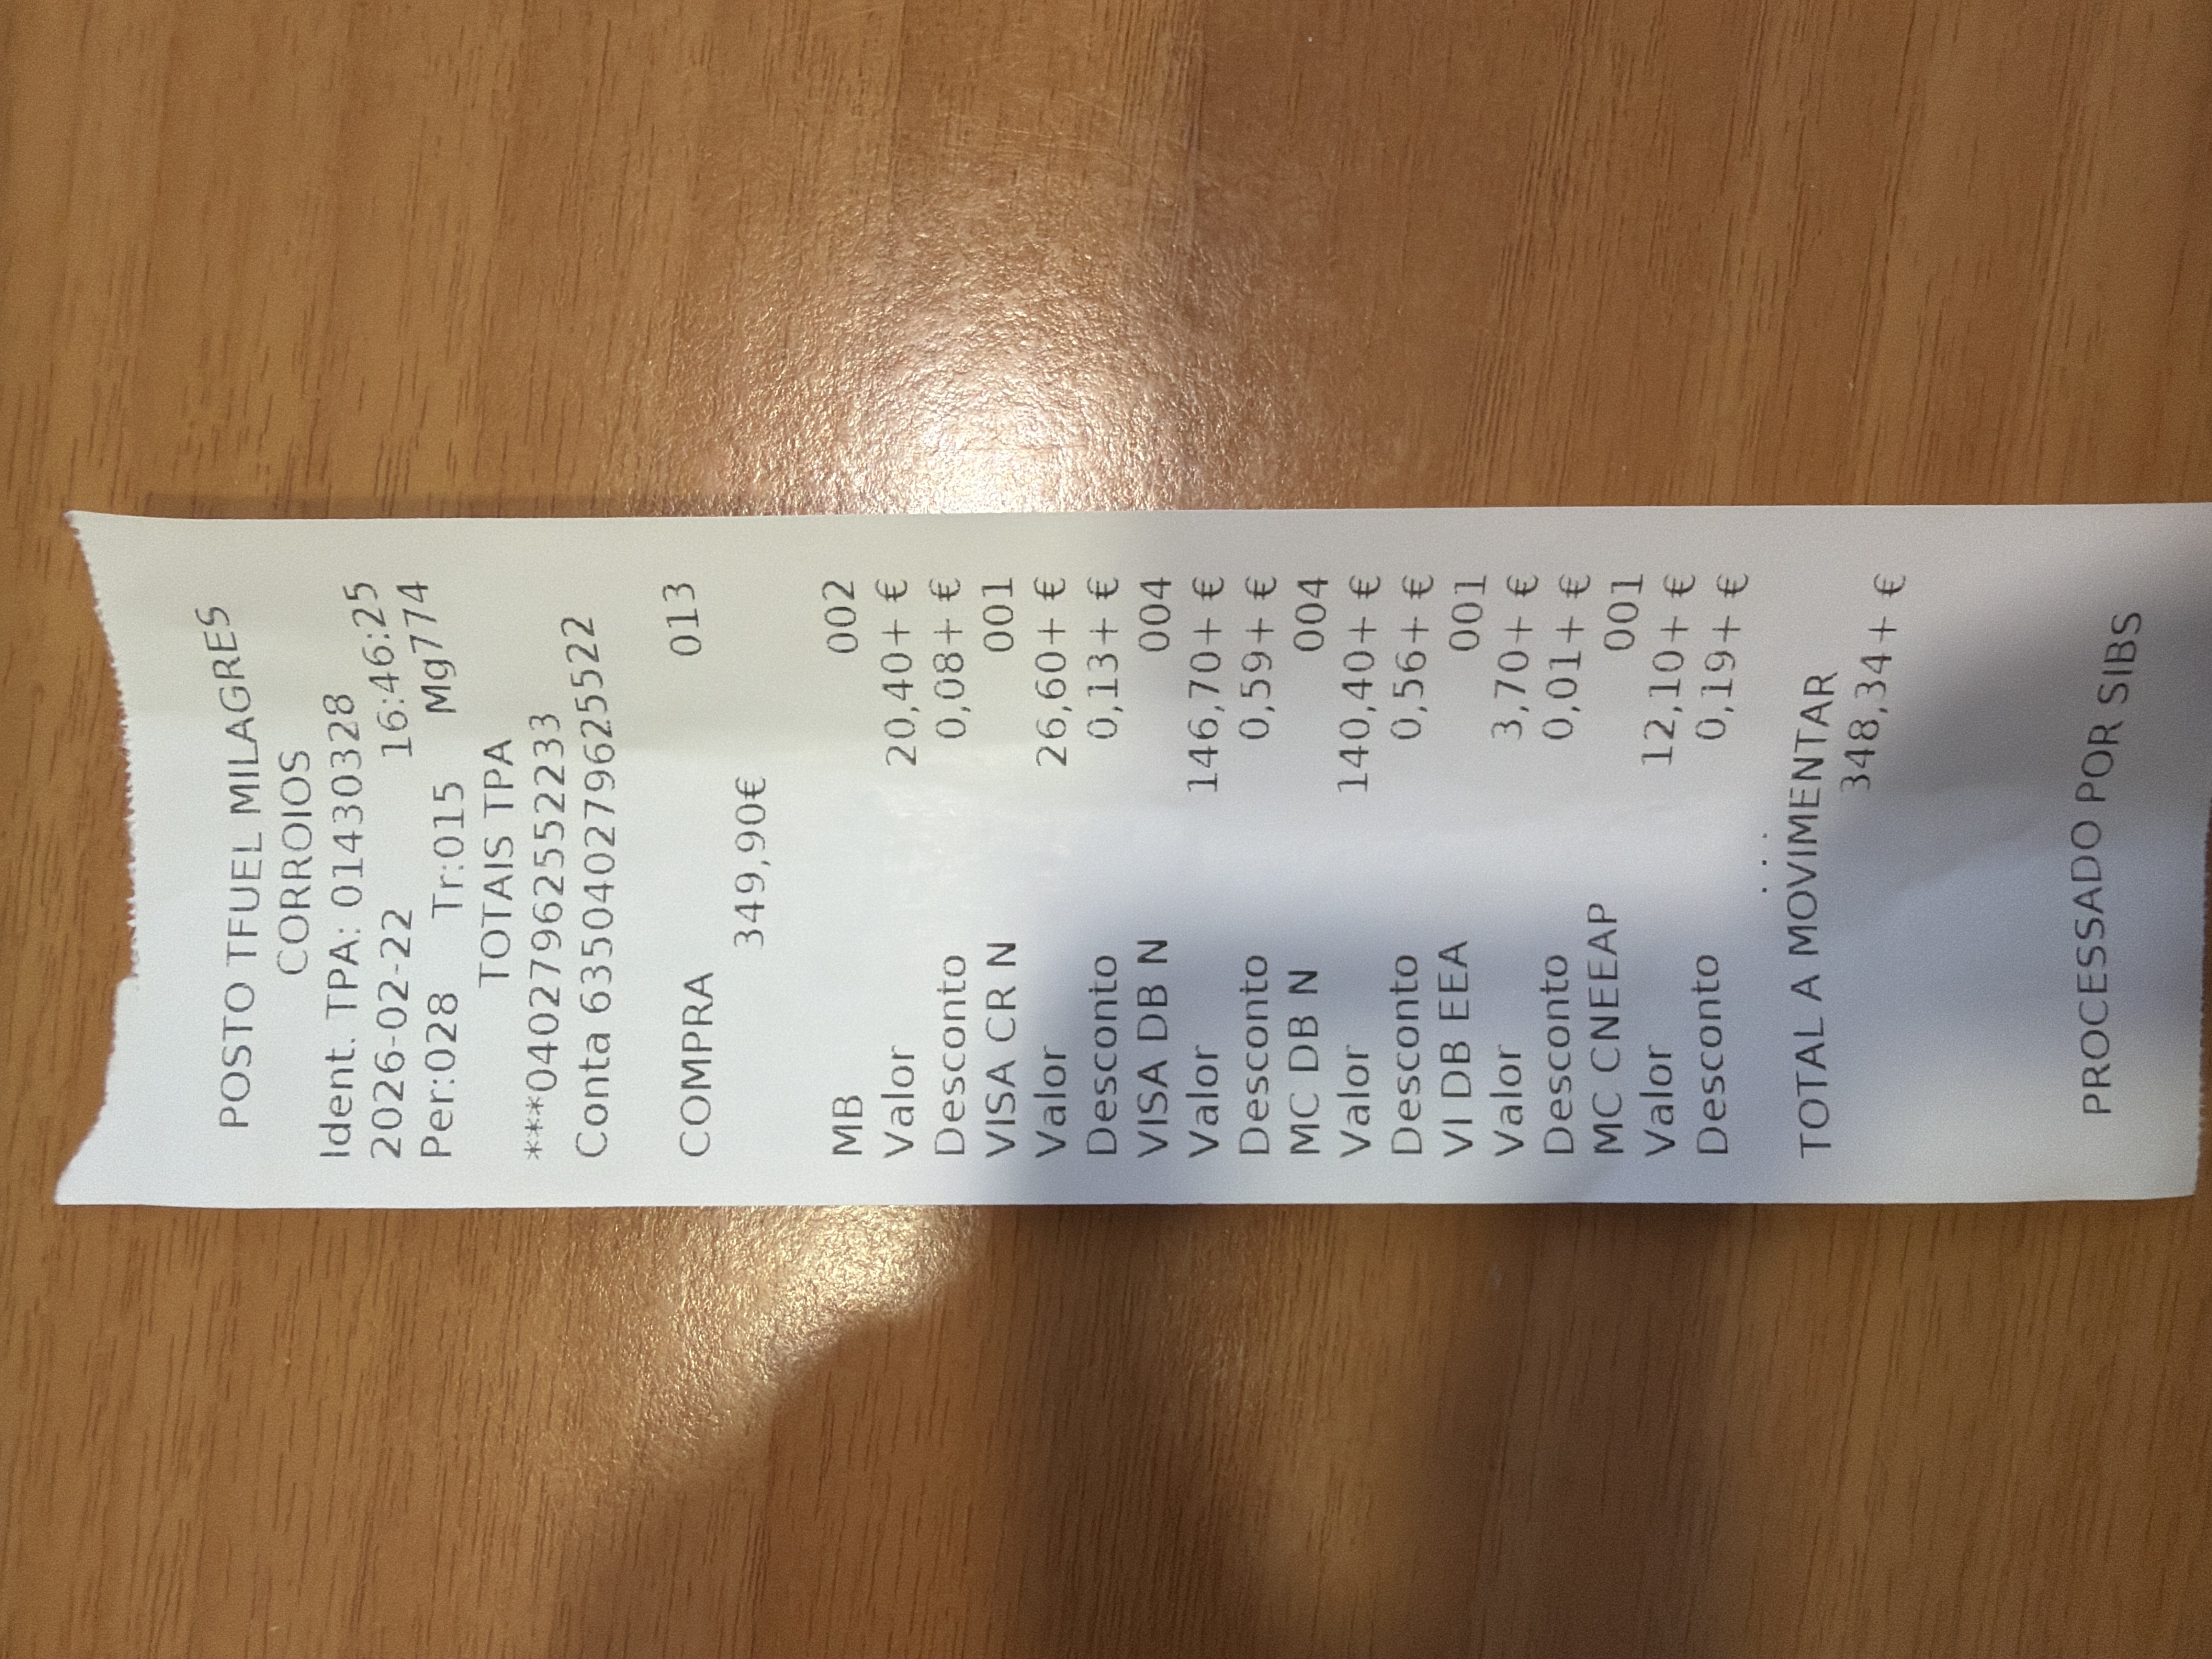 POSTO TFUEL MILAGRES
CORROIOS
Ident. TPA: 01430328
2026-02-22 16:46:25
Per:028 Tr:015 Mg774
TOTAIS TPA
***04027962552233
Conta 6350402796255​22
COMPRA 013
349,90€
MB 002
Valor 20,40+€
Desconto 0,08+€
VISA CR N 001
Valor 26,60+€
Desconto 0,13+€
VISA DB N 004
Valor 146,70+€
Desconto 0,59+€
MC DB N 004
Valor 140,40+€
Desconto 0,56+€
VI DB EEA 001
Valor 3,70+€
Desconto 0,01+€
MC CNEEAP 001
Valor 12,10+€
Desconto 0,19+€
...
TOTAL A MOVIMENTAR
348,34+€
PROCESSADO POR SIBS